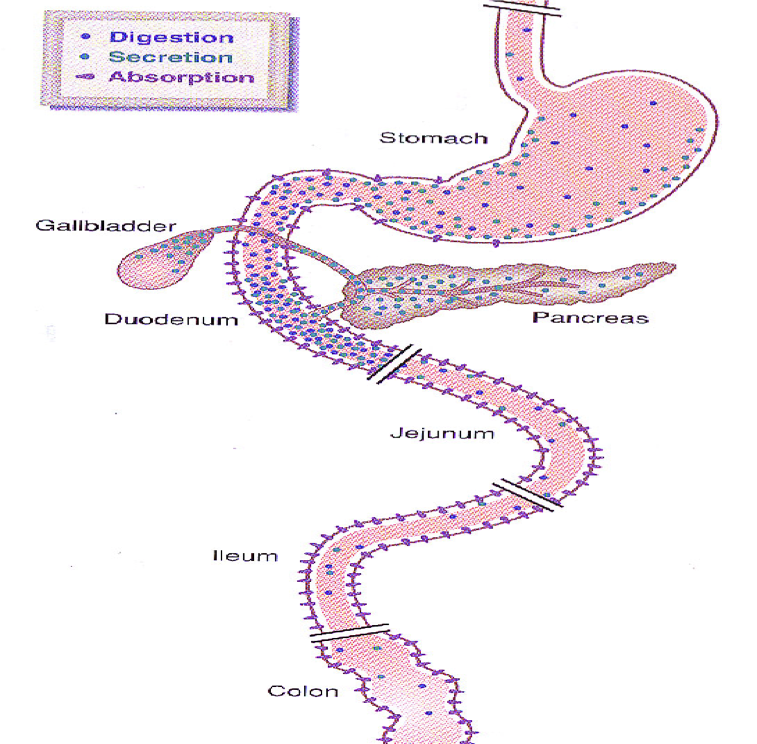 Digestion
Secretion
Absorption
Stomach
Gallbladder
Duodenum
Pancreas
Jejunum
Ileum
Colon